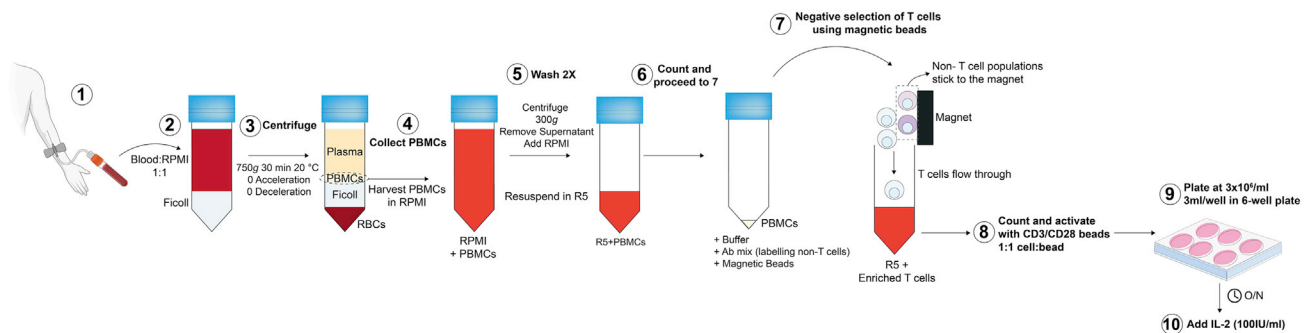 1
2
Blood:RPMI
1:1
Ficoll
3 Centrifuge
750g 30 min 20 °C
0 Acceleration
0 Deceleration
Plasma
PBMCs
Ficoll
RBCs
4
Collect PBMCs
Harvest PBMCs
in RPMI
RPMI
+ PBMCs
5 Wash 2X
Centrifuge
300g
Remove Supernatant
Add RPMI
Resuspend in R5
R5+PBMCs
6 Count and
proceed to 7
PBMCs
+ Buffer
+ Ab mix (labelling non-T cells)
+ Magnetic Beads
7 Negative selection of T cells
using magnetic beads
Non- T cell populations
stick to the magnet
Magnet
T cells flow through
R5 +
Enriched T cells
8 Count and activate
with CD3/CD28 beads
1:1 cell:bead
9 Plate at 3x10⁶/ml
3ml/well in 6-well plate
O/N
10 Add IL-2 (100IU/ml)